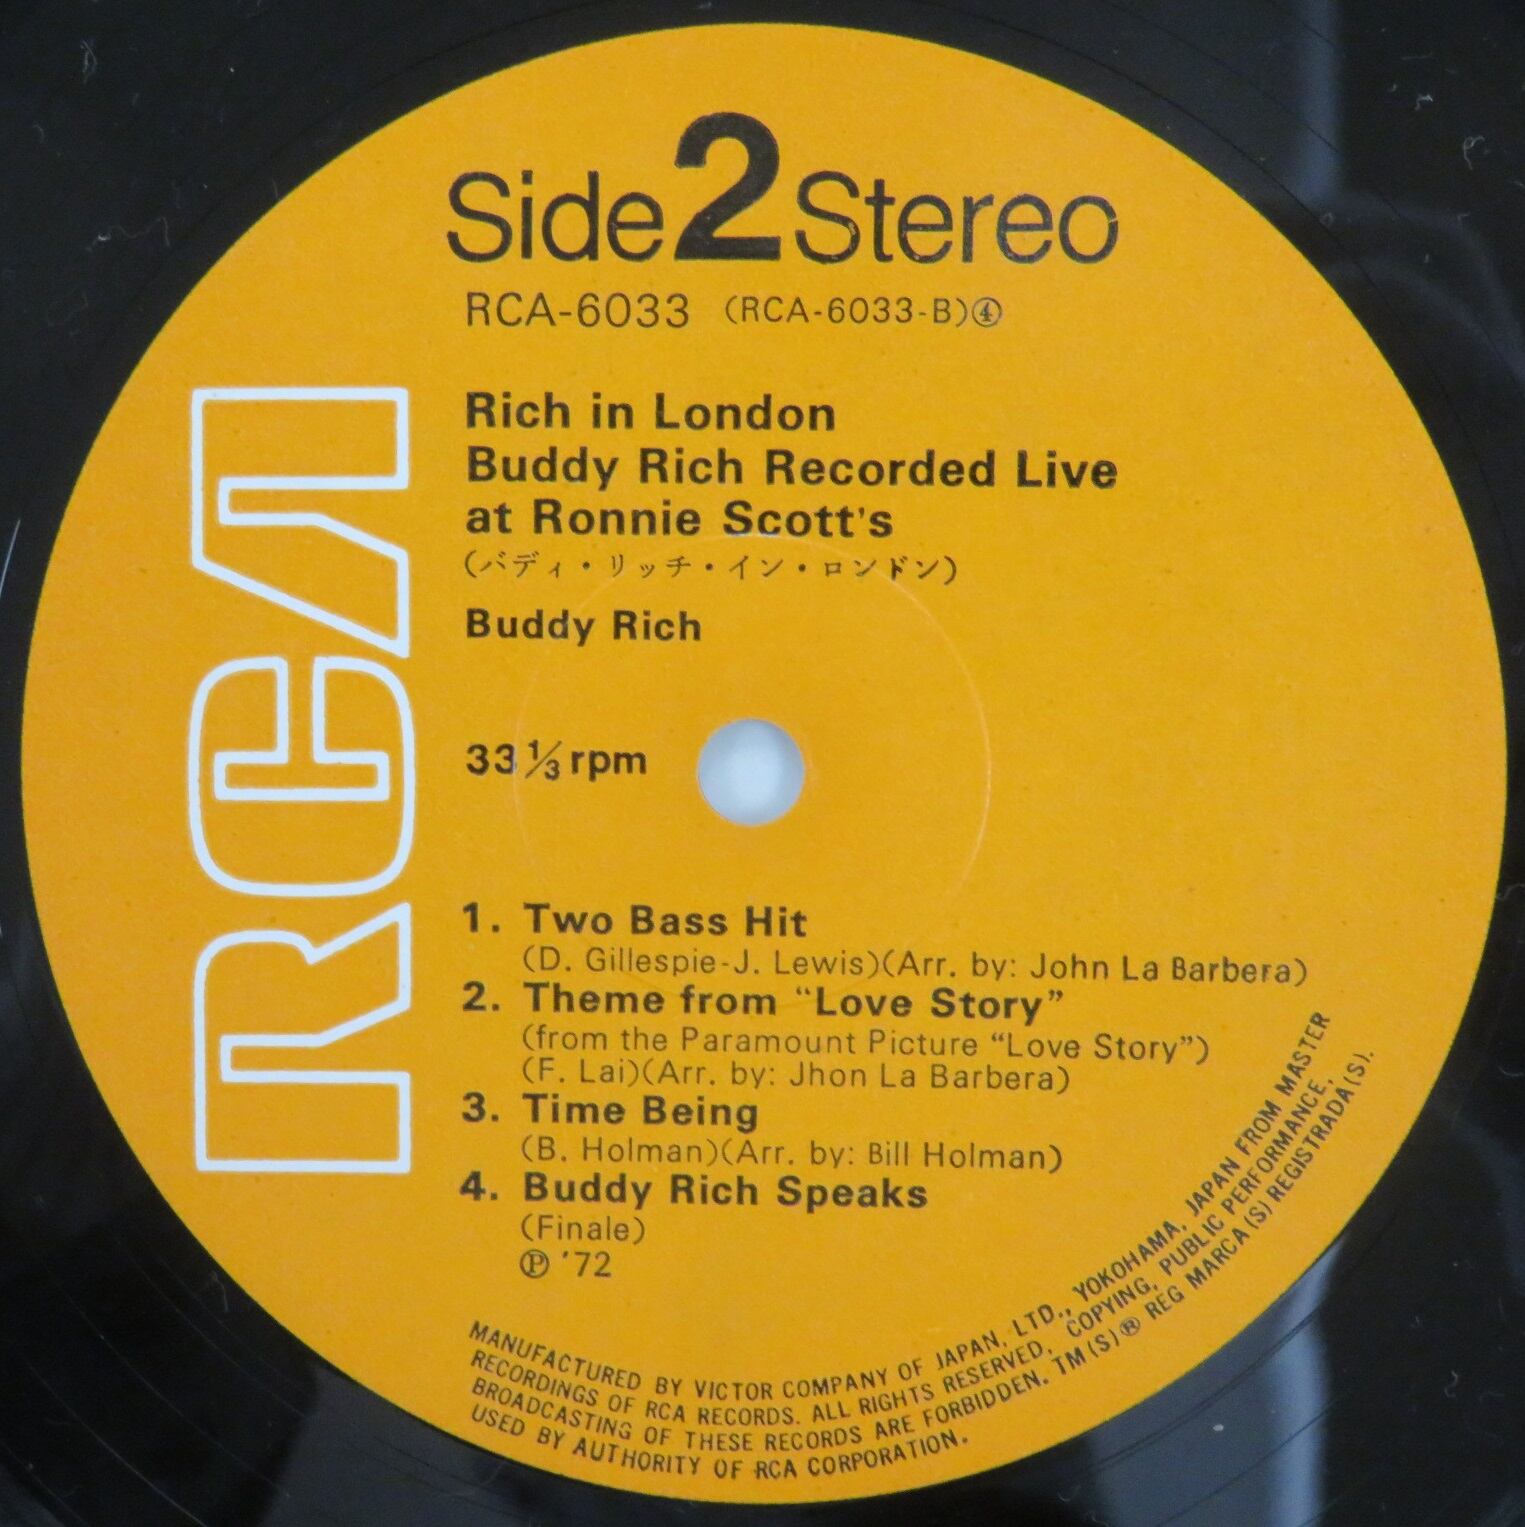 Side 2 Stereo
RCA-6033 (RCA-6033-B)④
RCA
Rich in London
Buddy Rich Recorded Live
at Ronnie Scott's
(バディ・リッチ・イン・ロンドン)
Buddy Rich
33 1/3 rpm
1. Two Bass Hit
(D. Gillespie-J. Lewis)(Arr. by: John La Barbera)
2. Theme from “Love Story”
(from the Paramount Picture “Love Story”)
(F. Lai)(Arr. by: Jhon La Barbera)
3. Time Being
(B. Holman)(Arr. by: Bill Holman)
4. Buddy Rich Speaks
(Finale)
Ⓟ '72
MANUFACTURED BY VICTOR COMPANY OF JAPAN, LTD., YOKOHAMA, JAPAN FROM MASTER
RECORDINGS OF RCA RECORDS. ALL RIGHTS RESERVED, COPYING, PUBLIC PERFORMANCE,
BROADCASTING OF THESE RECORDS ARE FORBIDDEN. TM(S)® REG MARCA(S) REGISTRADA(S).
USED BY AUTHORITY OF RCA CORPORATION.